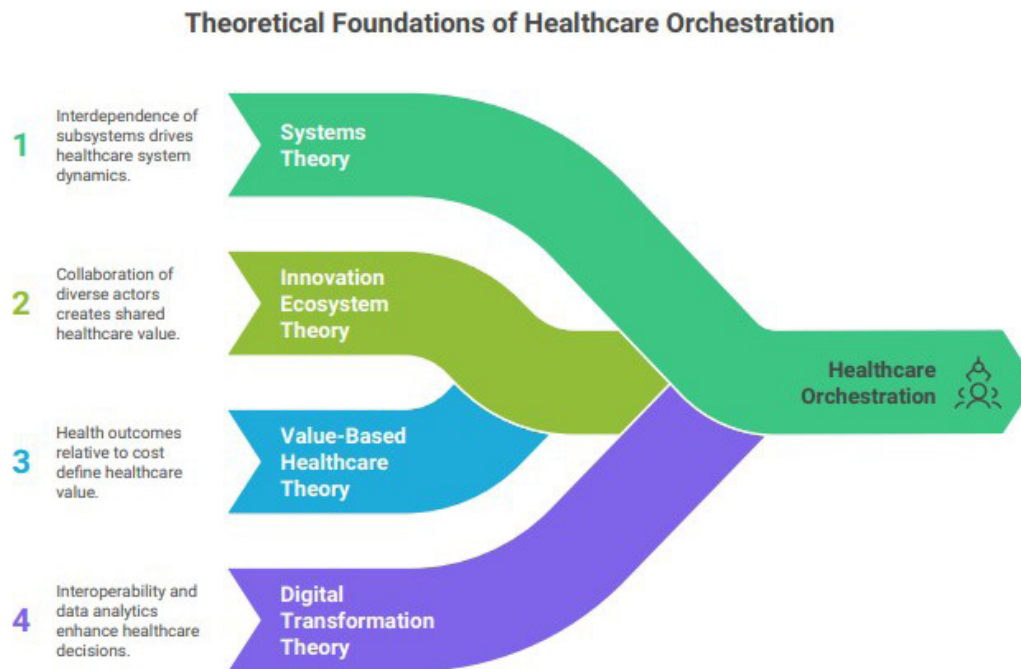 Theoretical Foundations of Healthcare Orchestration
1
Interdependence of
subsystems drives
healthcare system
dynamics.
Systems
Theory
2
Collaboration of
diverse actors
creates shared
healthcare value.
Innovation
Ecosystem
Theory
Healthcare
Orchestration
3
Health outcomes
relative to cost
define healthcare
value.
Value-Based
Healthcare
Theory
4
Interoperability and
data analytics
enhance healthcare
decisions.
Digital
Transformation
Theory